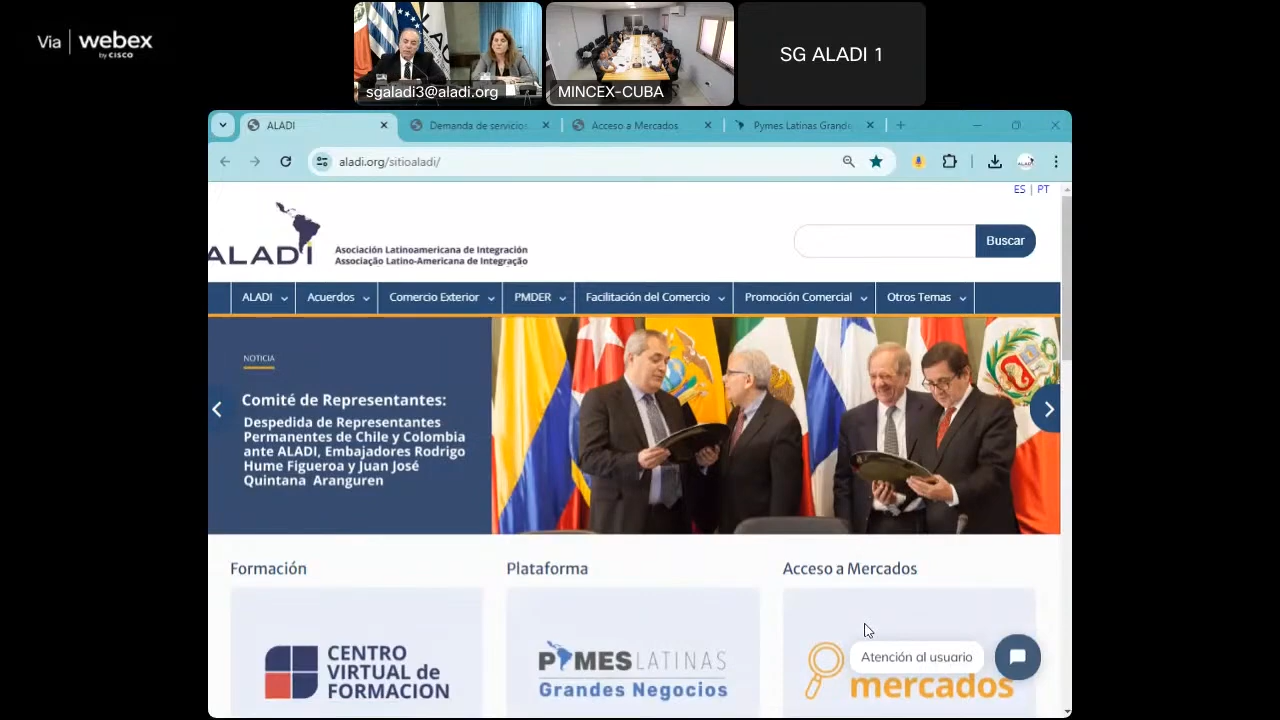 Via | webex
by CISCO
sgaladi3@aladi.org
MINCEX-CUBA
SG ALADI 1
ALADI
Demanda de servicios
Acceso a Mercados
Pymes Latinas Grand
aladi.org/sitioaladi/
ES | PT
ALADI
Asociación Latinoamericana de Integración
Associação Latino-Americana de Integração
Buscar
ALADI
Acuerdos
Comercio Exterior
PMDER
Facilitación del Comercio
Promoción Comercial
Otros Temas
NOTICIA
Comité de Representantes:
Despedida de Representantes
Permanentes de Chile y Colombia
ante ALADI, Embajadores Rodrigo
Hume Figueroa y Juan José
Quintana Aranguren
Formación
Plataforma
Acceso a Mercados
CENTRO
VIRTUAL de
FORMACION
PYMESLATINAS
Grandes Negocios
Atención al usuario
mercados